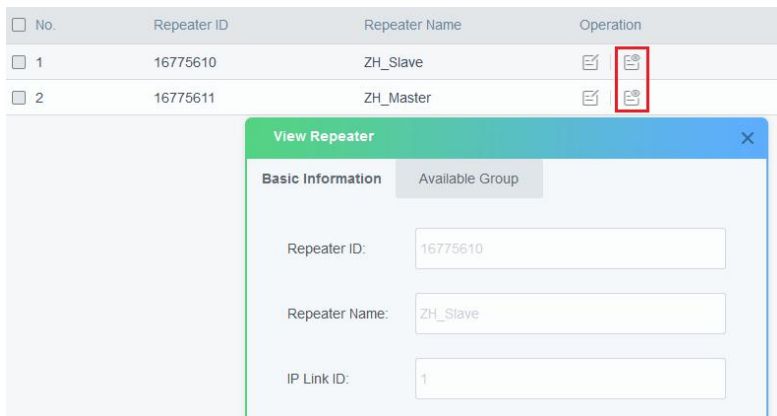 No. Repeater ID Repeater Name Operation
1 16775610 ZH_Slave
2 16775611 ZH_Master
View Repeater
Basic Information Available Group
Repeater ID: 16775610
Repeater Name: ZH_Slave
IP Link ID: 1